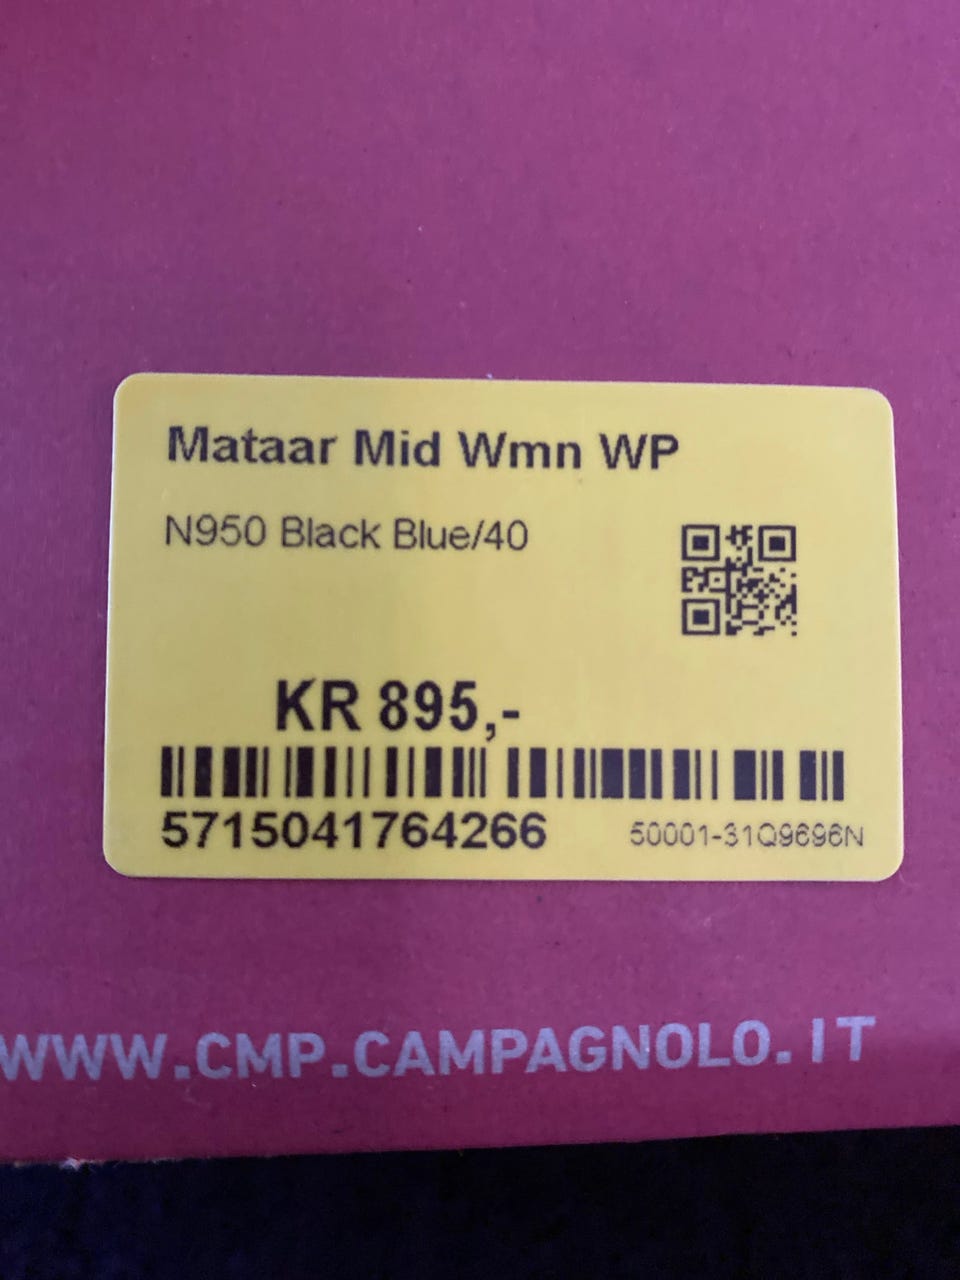 Mataar Mid Wmn WP
N950 Black Blue/40
KR 895,-
5715041764266
50001-31Q9696N
WWW.CMP.CAMPAGNOLO.IT